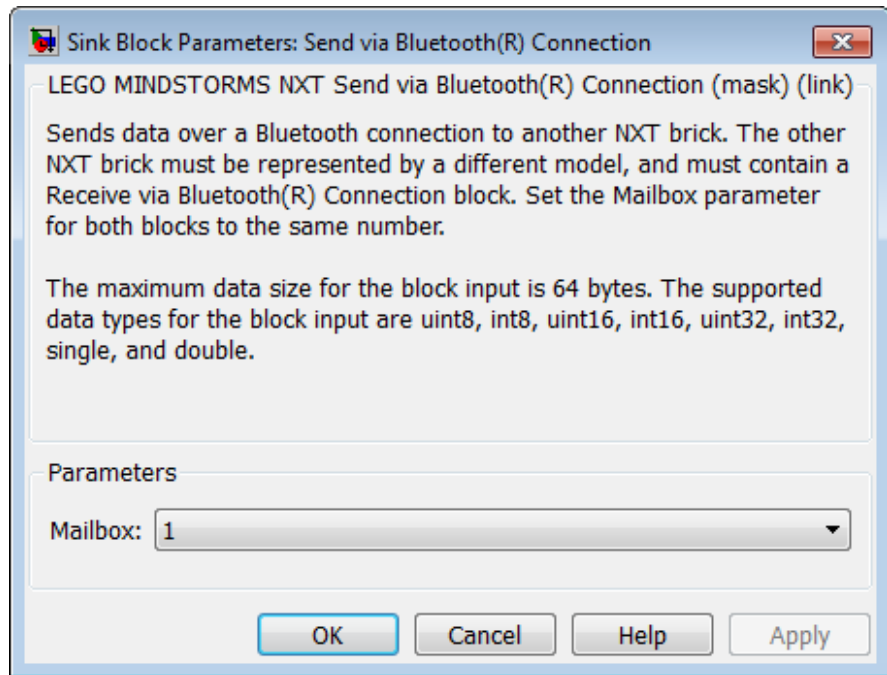 Sink Block Parameters: Send via Bluetooth(R) Connection
LEGO MINDSTORMS NXT Send via Bluetooth(R) Connection (mask) (link)
Sends data over a Bluetooth connection to another NXT brick. The other
NXT brick must be represented by a different model, and must contain a
Receive via Bluetooth(R) Connection block. Set the Mailbox parameter
for both blocks to the same number.
The maximum data size for the block input is 64 bytes. The supported
data types for the block input are uint8, int8, uint16, int16, uint32, int32,
single, and double.
Parameters
Mailbox: 1
OK Cancel Help Apply